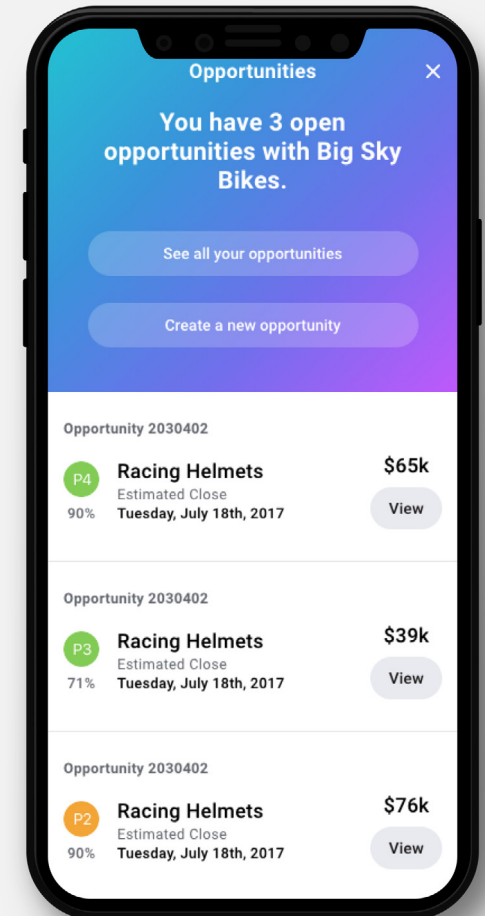 Opportunities
You have 3 open
opportunities with Big Sky
Bikes.
See all your opportunities
Create a new opportunity
Opportunity 2030402
P4
90%
Racing Helmets
Estimated Close
Tuesday, July 18th, 2017
$65k
View
Opportunity 2030402
P3
71%
Racing Helmets
Estimated Close
Tuesday, July 18th, 2017
$39k
View
Opportunity 2030402
P2
90%
Racing Helmets
Estimated Close
Tuesday, July 18th, 2017
$76k
View